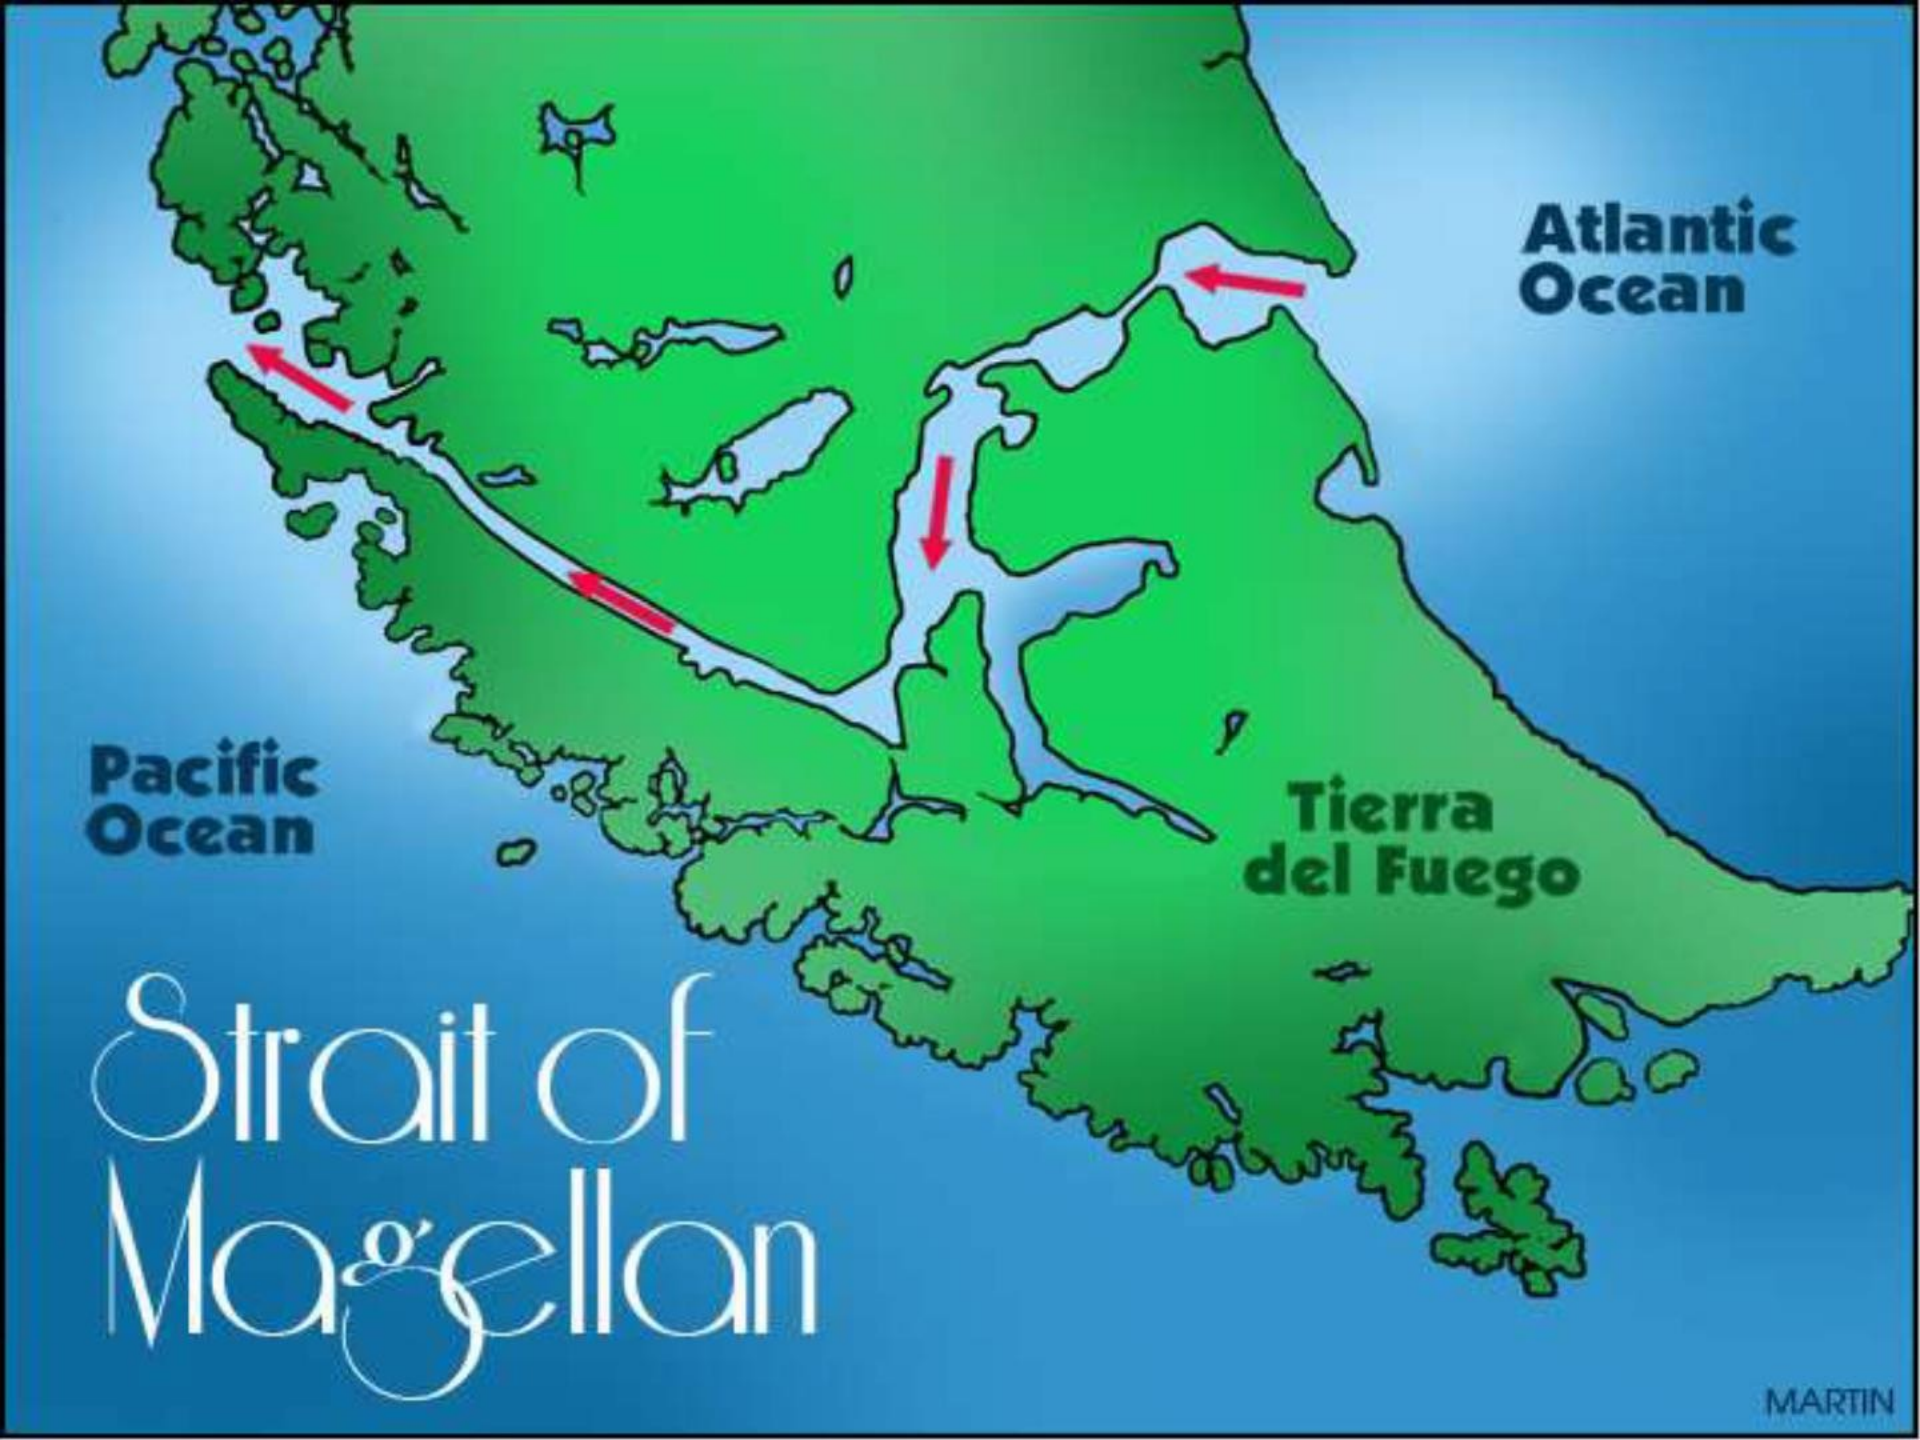 Atlantic
Ocean
Pacific
Ocean
Tierra
del Fuego
Strait of
Magellan
MARTIN